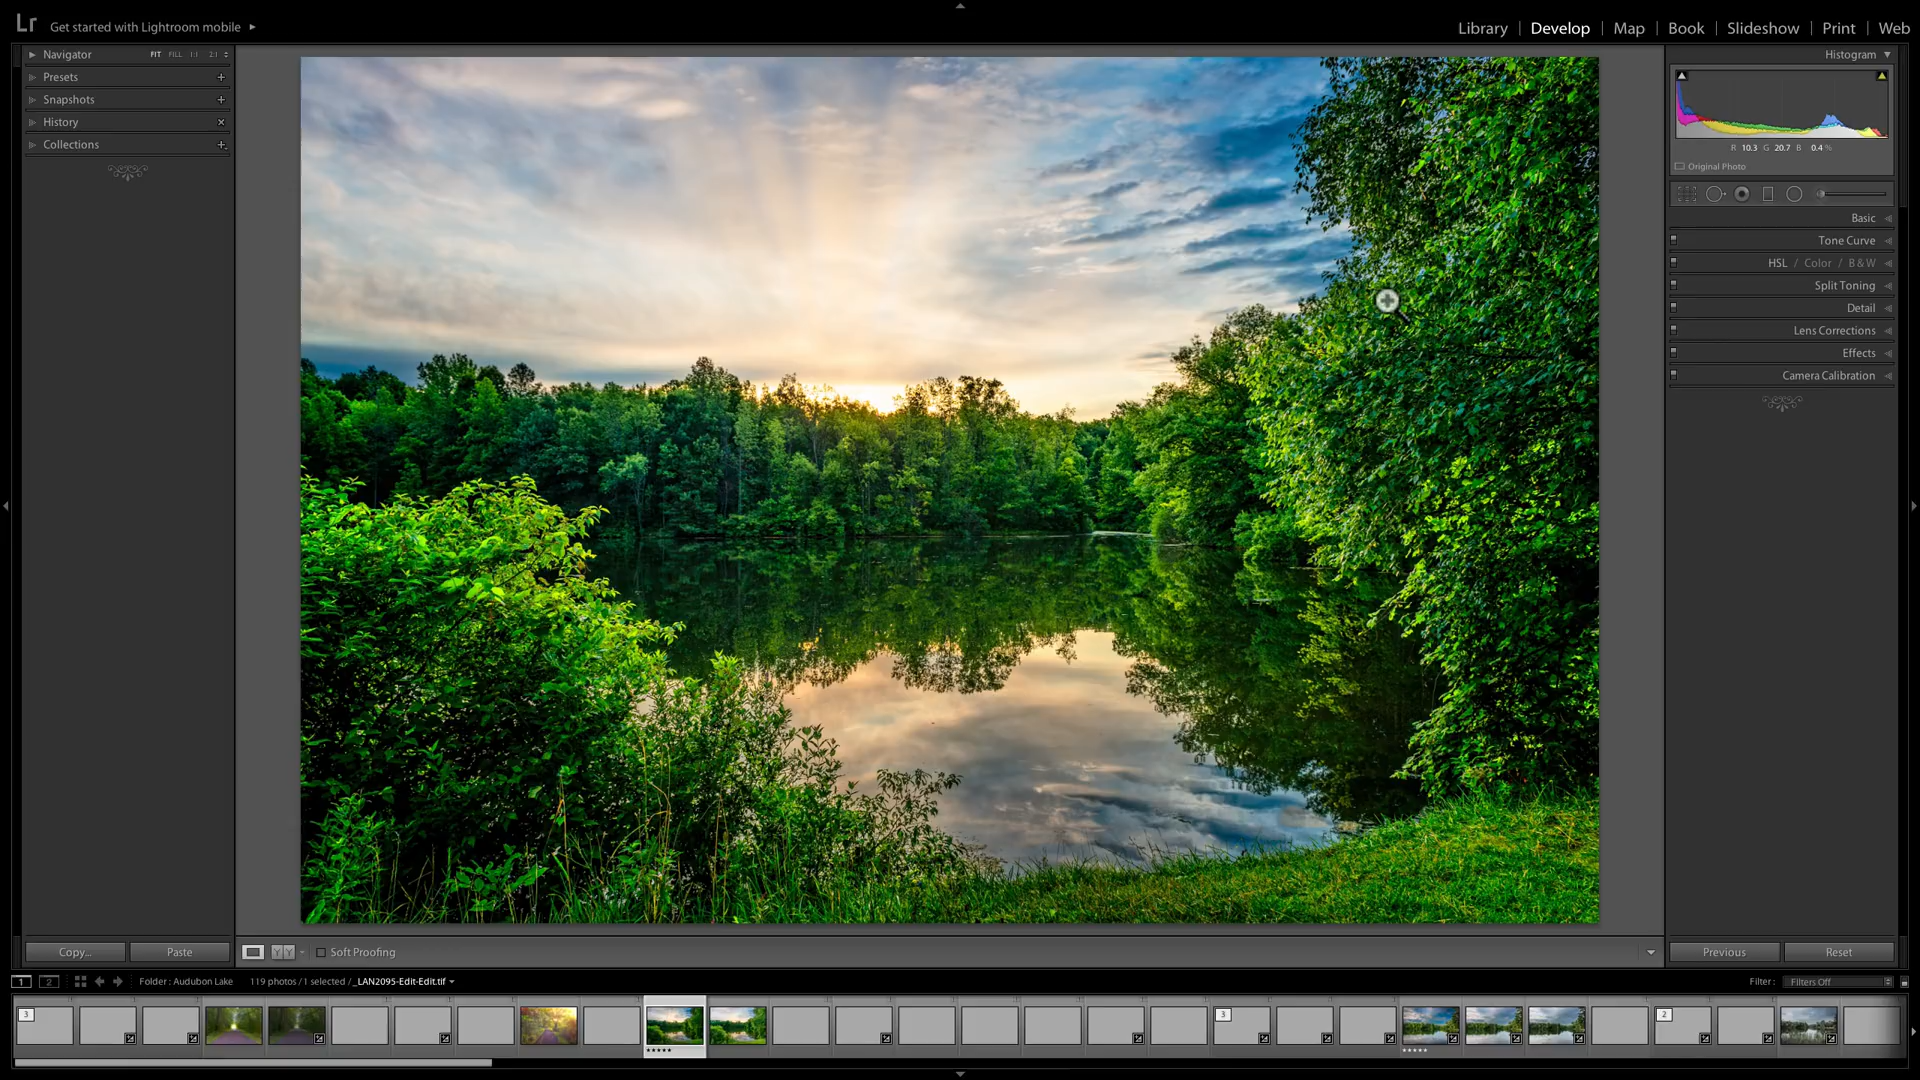 Lr Get started with Lightroom mobile
Library | Develop | Map | Book | Slideshow | Print | Web
Navigator FIT FILL 1:1 2:1
Presets
Snapshots
History
Collections
Histogram
R 10.3 G 20.7 B 0.4 %
Original Photo
Basic
Tone Curve
HSL / Color / B & W
Split Toning
Detail
Lens Corrections
Effects
Camera Calibration
Copy... Paste
Y Y Soft Proofing
Previous Reset
1 2 Folder : Audubon Lake 119 photos / 1 selected / _LAN2095-Edit-Edit.tif
Filter : Filters Off
3 3 2